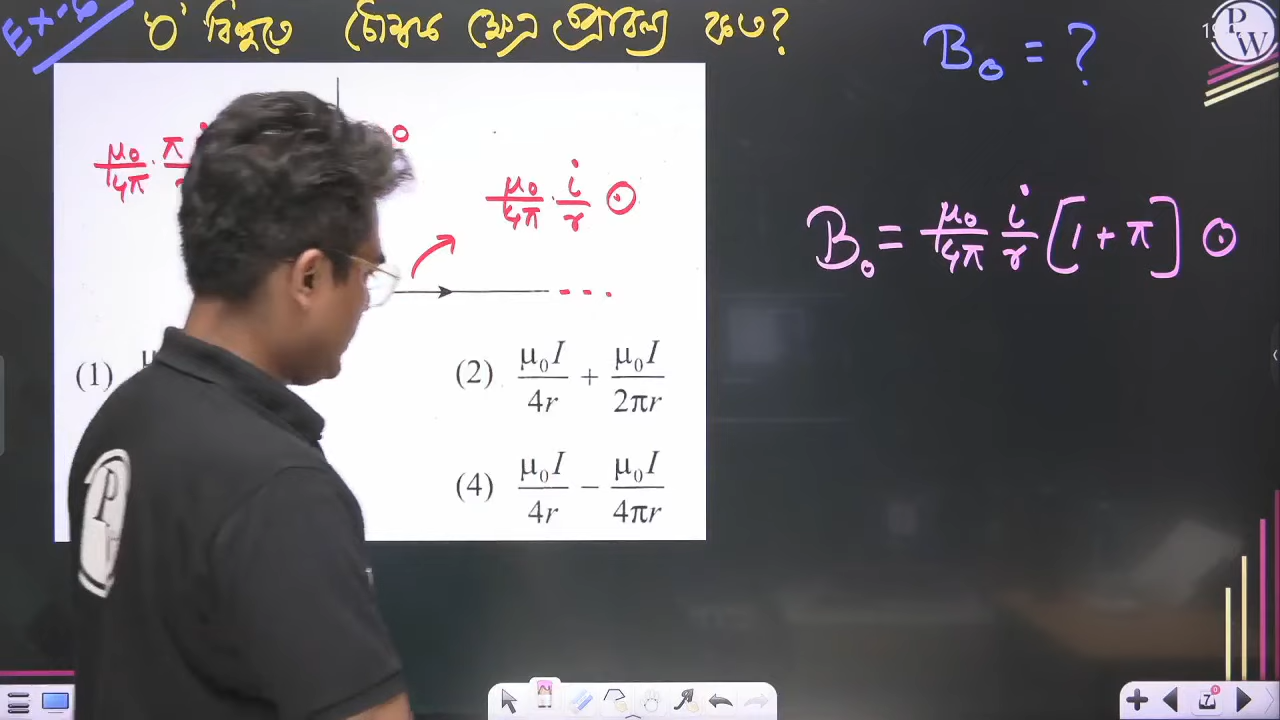 Ex-6 'O' বিন্দুতে চৌম্বক ক্ষেত্র প্রাবল্য কত?
B₀ = ?
μ₀/4π · π
0
μ₀/4π · i/r ⊙
B₀ = μ₀/4π i/r [1 + π] ⊙
(1) μ
(2) μ₀I/4r + μ₀I/2πr
(4) μ₀I/4r − μ₀I/4πr
P W
P